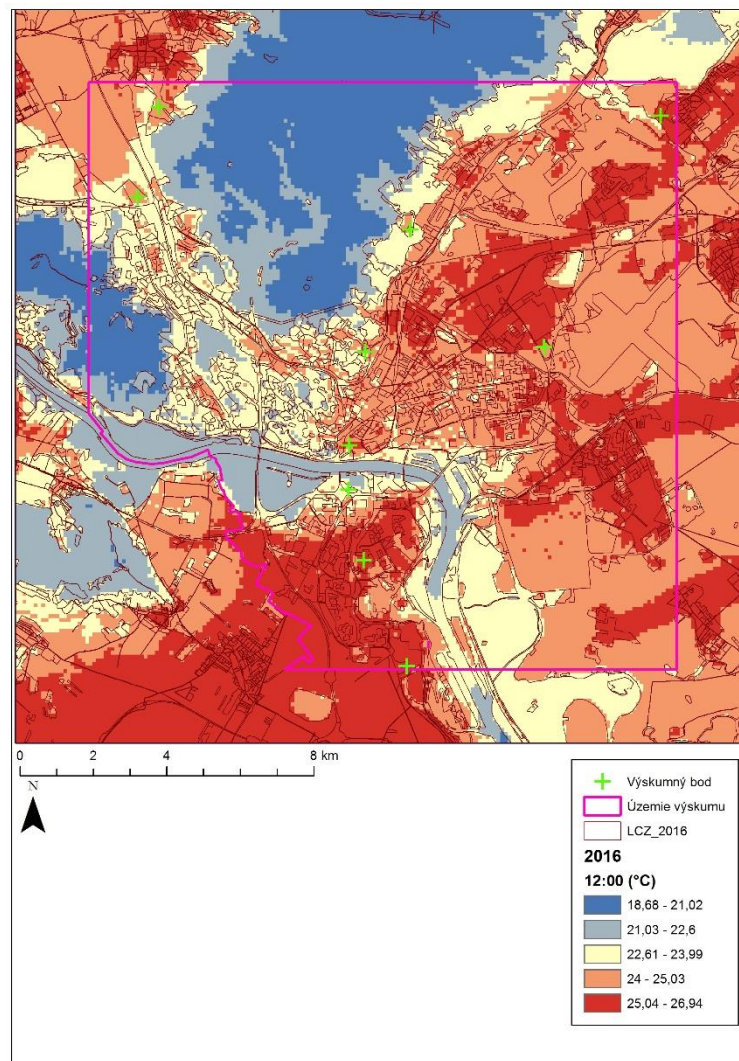 0 2 4 8 km
N
Výskumný bod
Územie výskumu
LCZ_2016
2016
12:00 (°C)
18,68 - 21,02
21,03 - 22,6
22,61 - 23,99
24 - 25,03
25,04 - 26,94